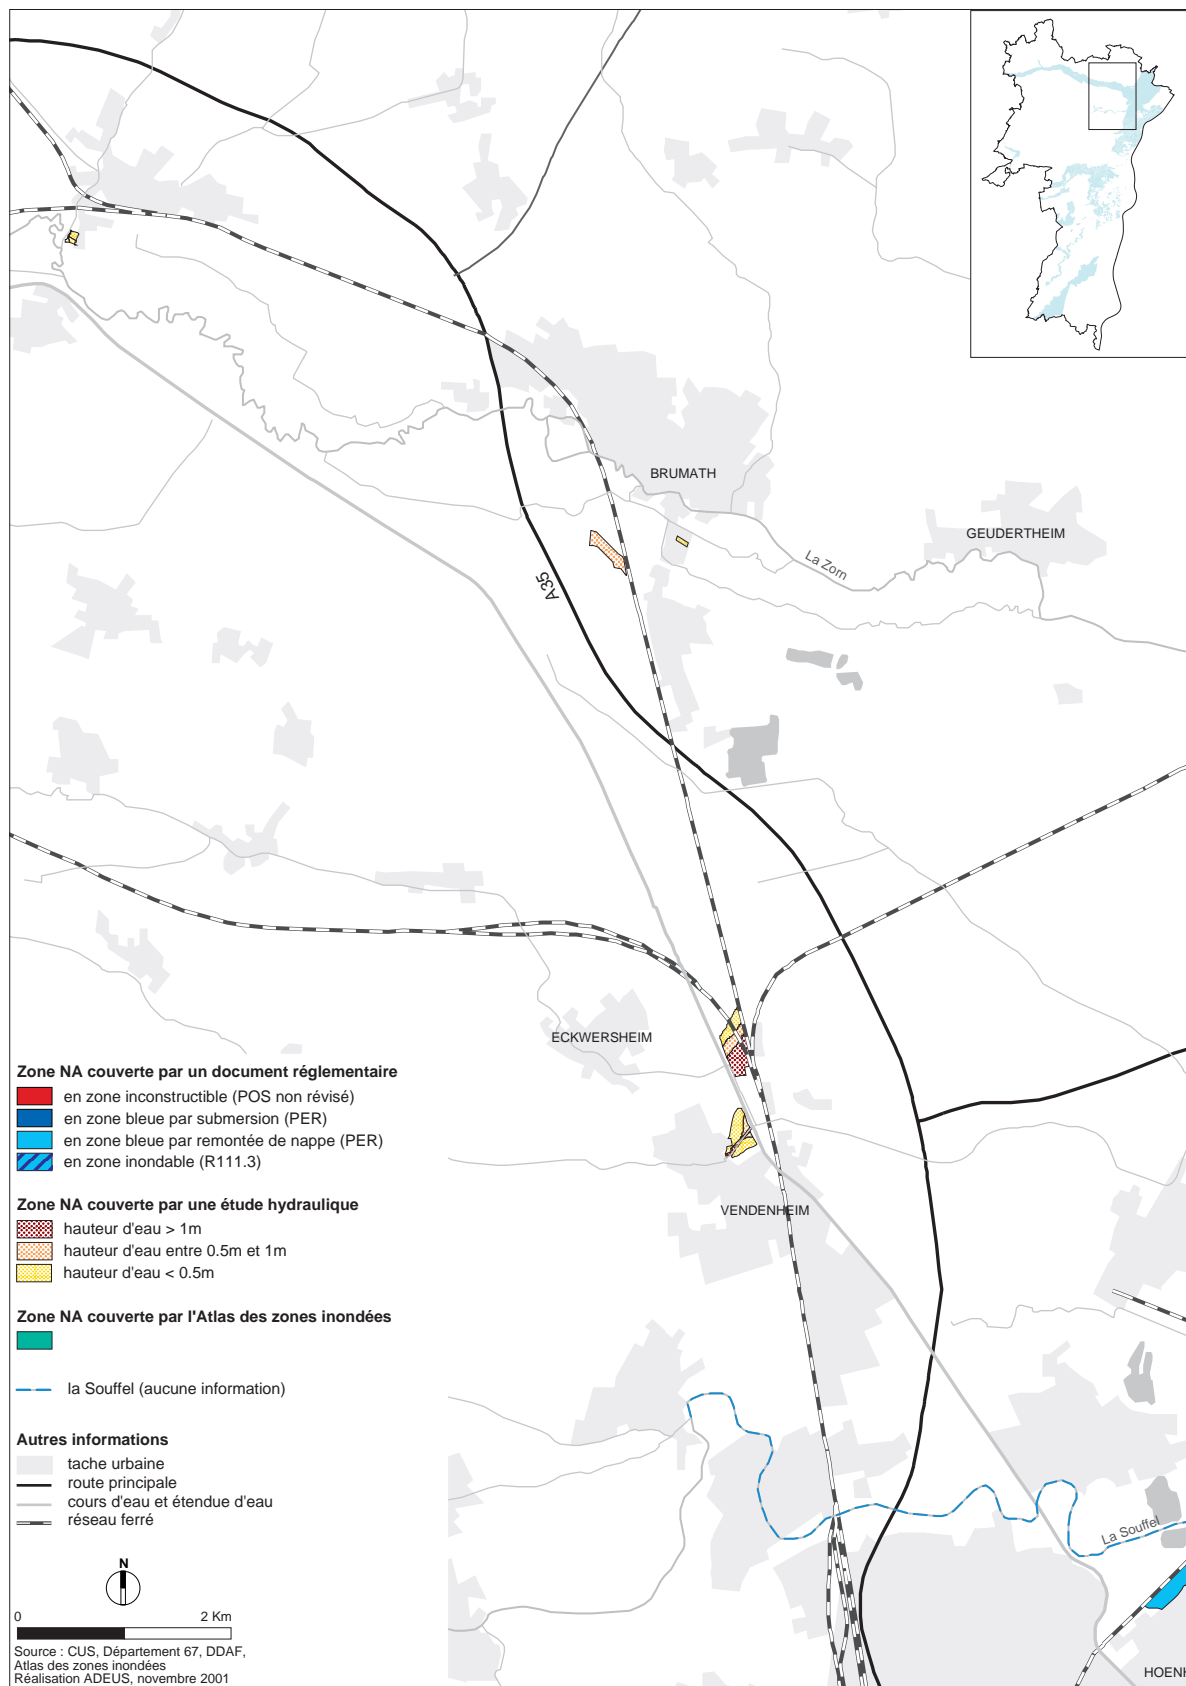 BRUMATH
GEUDERTHEIM
La Zorn
A35
ECKWERSHEIM
VENDENHEIM
La Souffel
HOENH
Zone NA couverte par un document réglementaire
en zone inconstructible (POS non révisé)
en zone bleue par submersion (PER)
en zone bleue par remontée de nappe (PER)
en zone inondable (R111.3)
Zone NA couverte par une étude hydraulique
hauteur d'eau > 1m
hauteur d'eau entre 0.5m et 1m
hauteur d'eau < 0.5m
Zone NA couverte par l'Atlas des zones inondées
la Souffel (aucune information)
Autres informations
tache urbaine
route principale
cours d'eau et étendue d'eau
réseau ferré
N
0 2 Km
Source : CUS, Département 67, DDAF,
Atlas des zones inondées
Réalisation ADEUS, novembre 2001